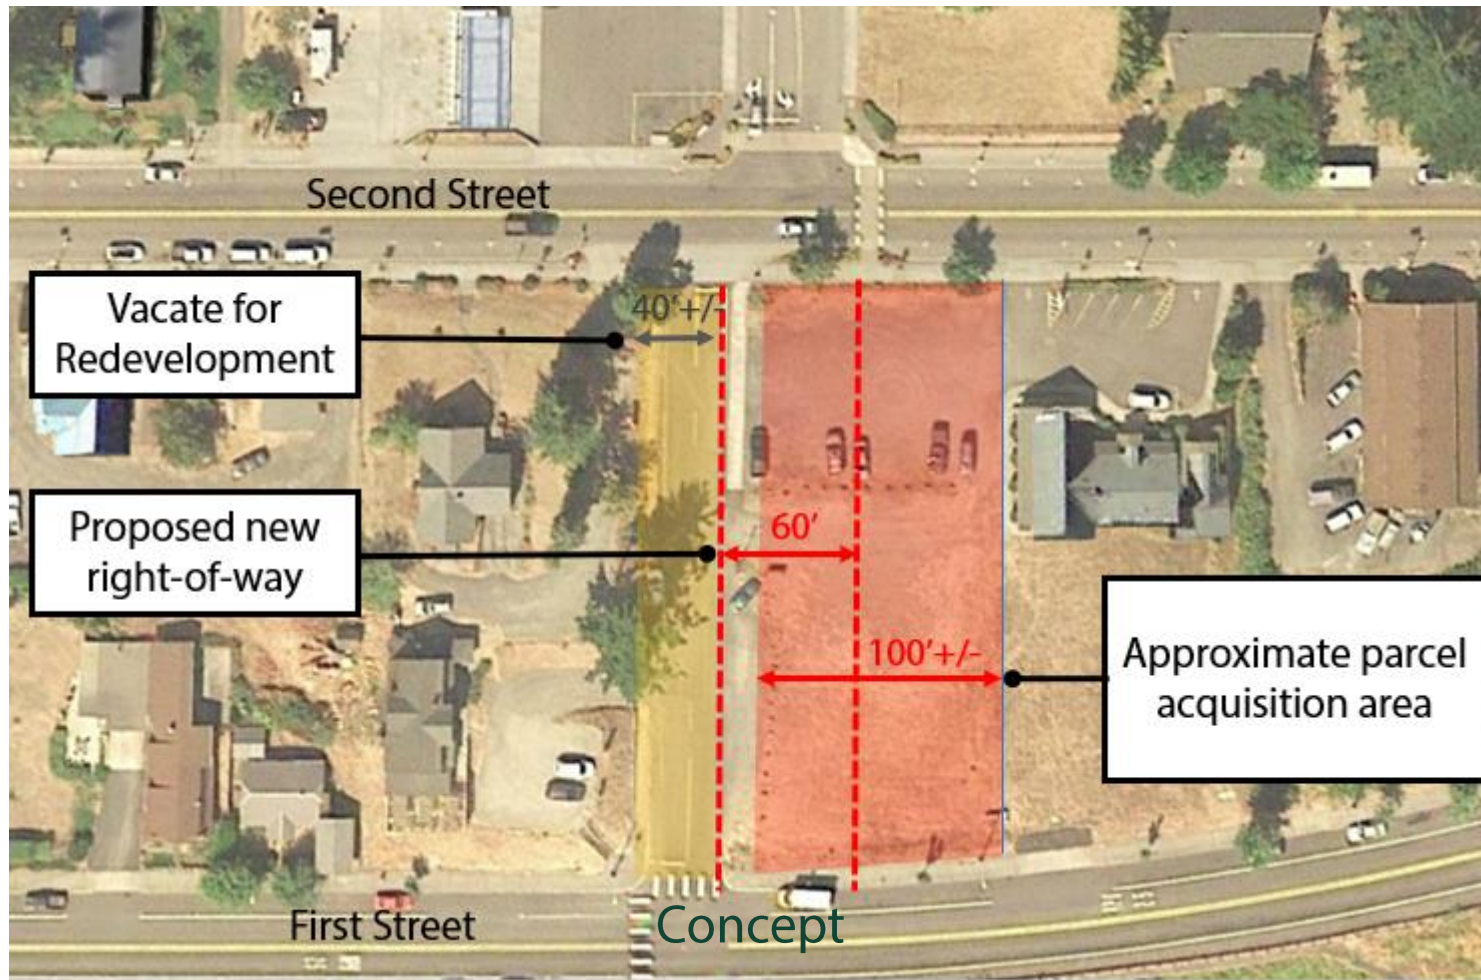 Second Street
Vacate for
Redevelopment
40'+/-
Proposed new
right-of-way
60'
100'+/-
Approximate parcel
acquisition area
First Street
Concept